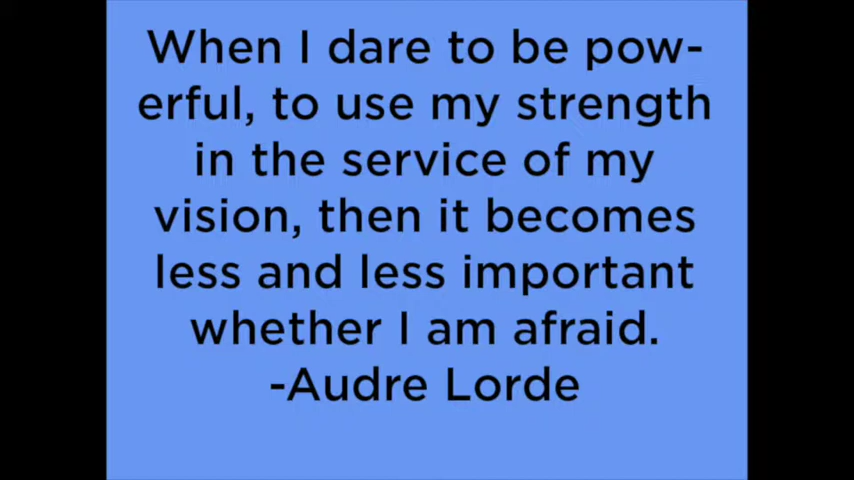 When I dare to be pow-
erful, to use my strength
in the service of my
vision, then it becomes
less and less important
whether I am afraid.
-Audre Lorde